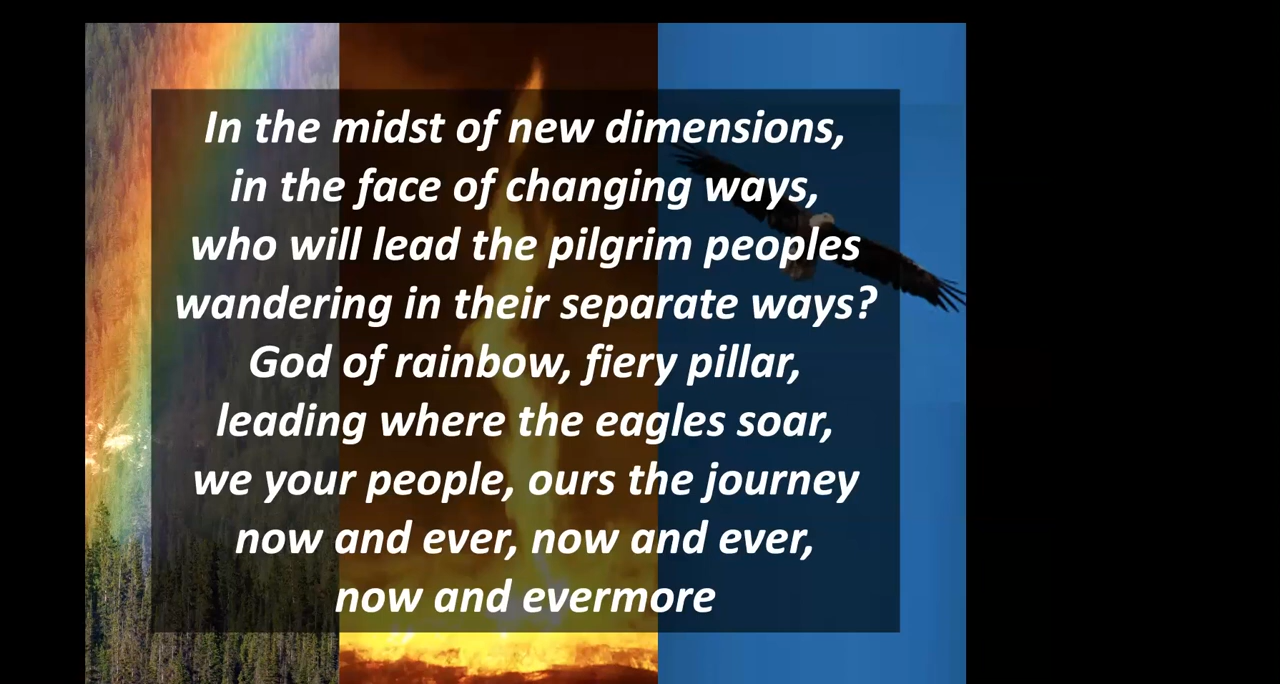 In the midst of new dimensions,
in the face of changing ways,
who will lead the pilgrim peoples
wandering in their separate ways?
God of rainbow, fiery pillar,
leading where the eagles soar,
we your people, ours the journey
now and ever, now and ever,
now and evermore